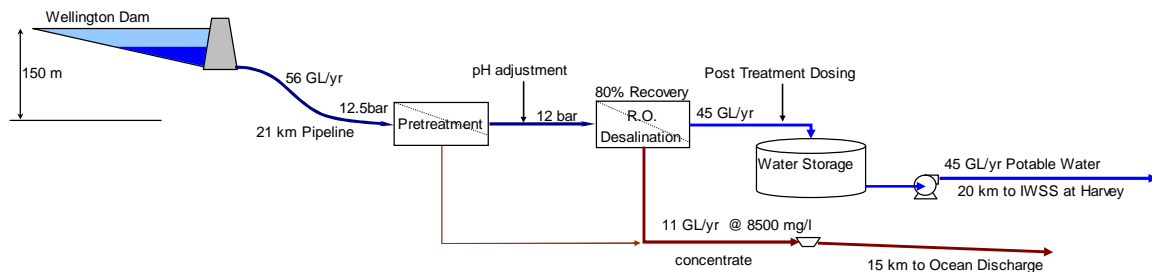 Wellington Dam
150 m
56 GL/yr
12.5bar
21 km Pipeline
Pretreatment
pH adjustment
12 bar
80% Recovery
R.O.
Desalination
45 GL/yr
Post Treatment Dosing
Water Storage
45 GL/yr Potable Water
20 km to IWSS at Harvey
11 GL/yr @ 8500 mg/l
concentrate
15 km to Ocean Discharge